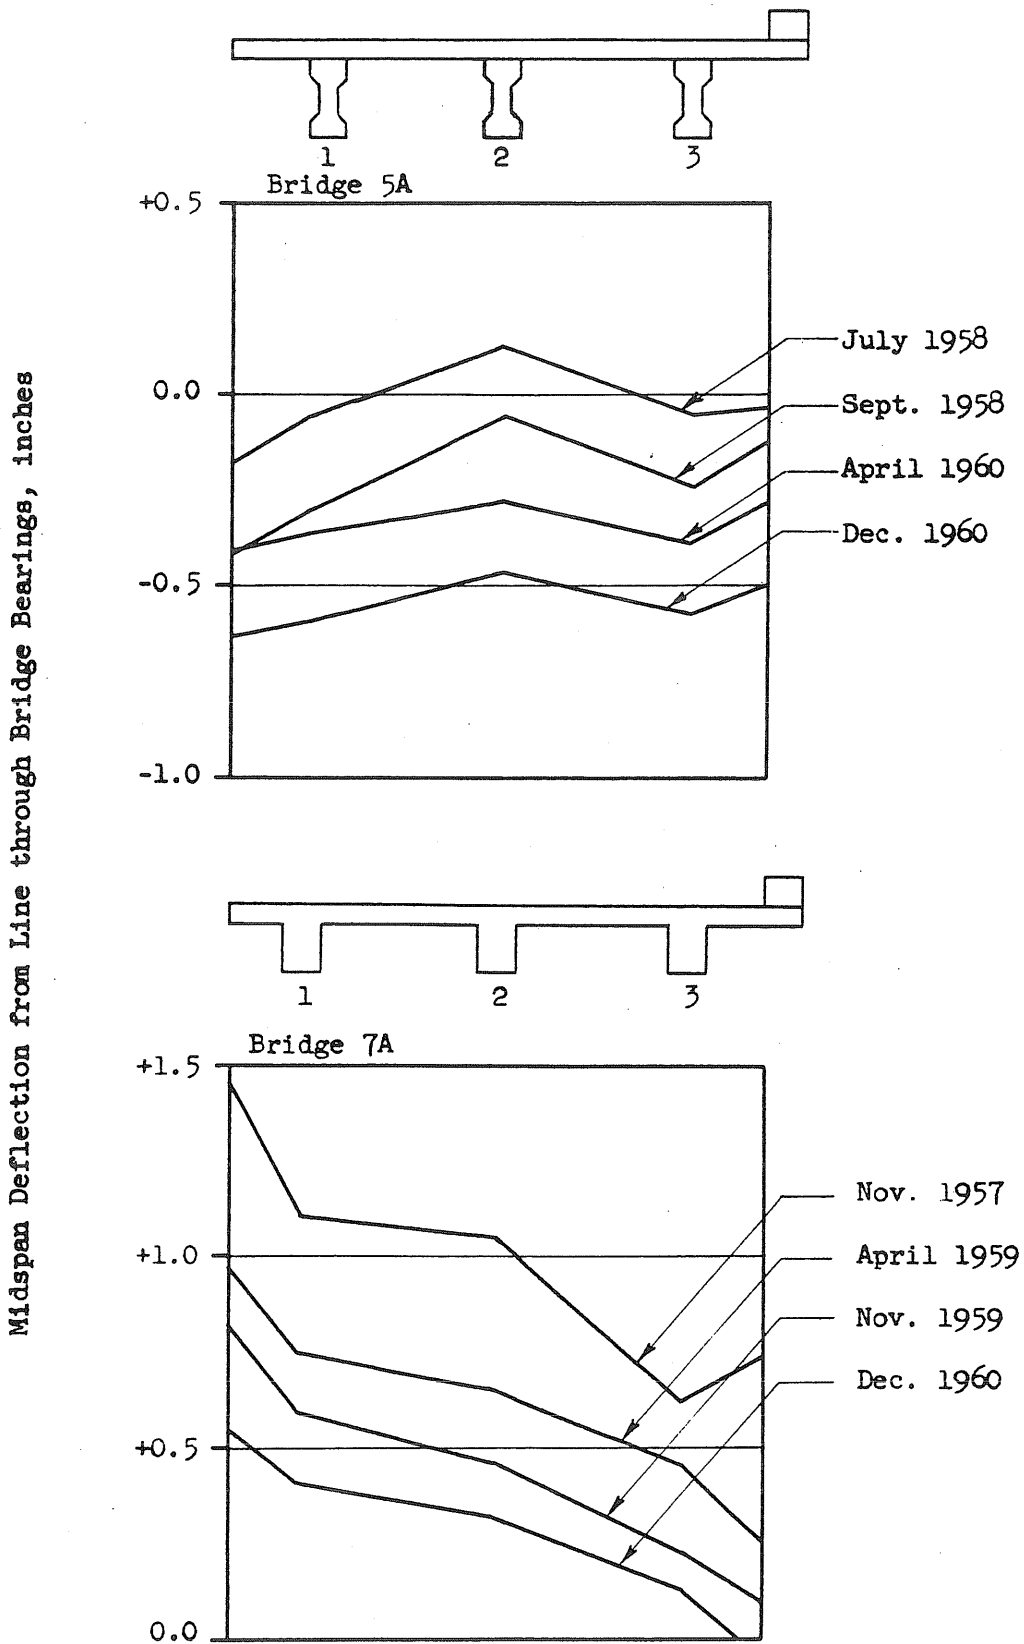 1 2 3
Bridge 5A
+0.5
0.0
-0.5
-1.0
July 1958
Sept. 1958
April 1960
Dec. 1960
Midspan Deflection from Line through Bridge Bearings, inches
1 2 3
Bridge 7A
+1.5
+1.0
+0.5
0.0
Nov. 1957
April 1959
Nov. 1959
Dec. 1960